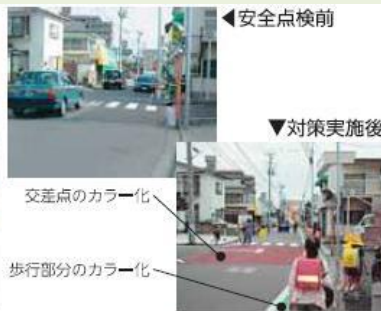 ◀安全点検前
▼対策実施後
交差点のカラー化
歩行部分のカラー化